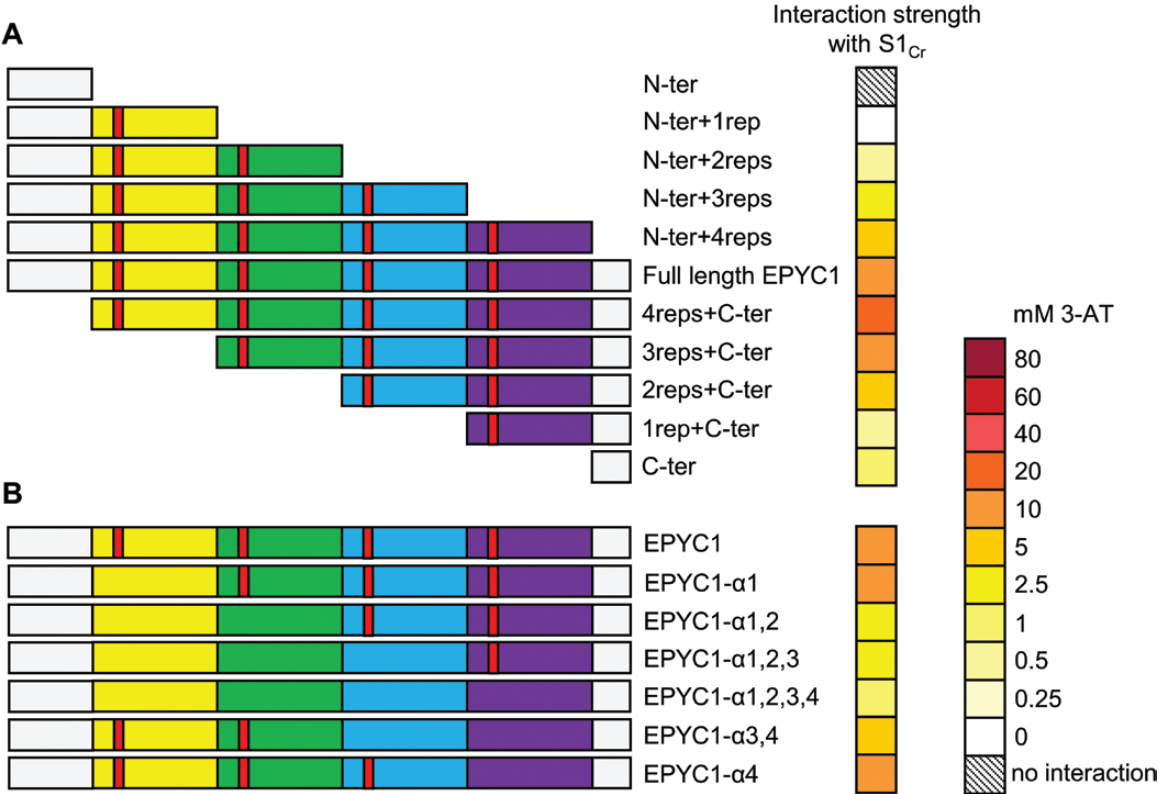 A
Interaction strength
with S1Cr
N-ter
N-ter+1rep
N-ter+2reps
N-ter+3reps
N-ter+4reps
Full length EPYC1
4reps+C-ter
3reps+C-ter
2reps+C-ter
1rep+C-ter
C-ter
mM 3-AT
80
60
40
20
10
5
2.5
1
0.5
0.25
0
no interaction
B
EPYC1
EPYC1-α1
EPYC1-α1,2
EPYC1-α1,2,3
EPYC1-α1,2,3,4
EPYC1-α3,4
EPYC1-α4